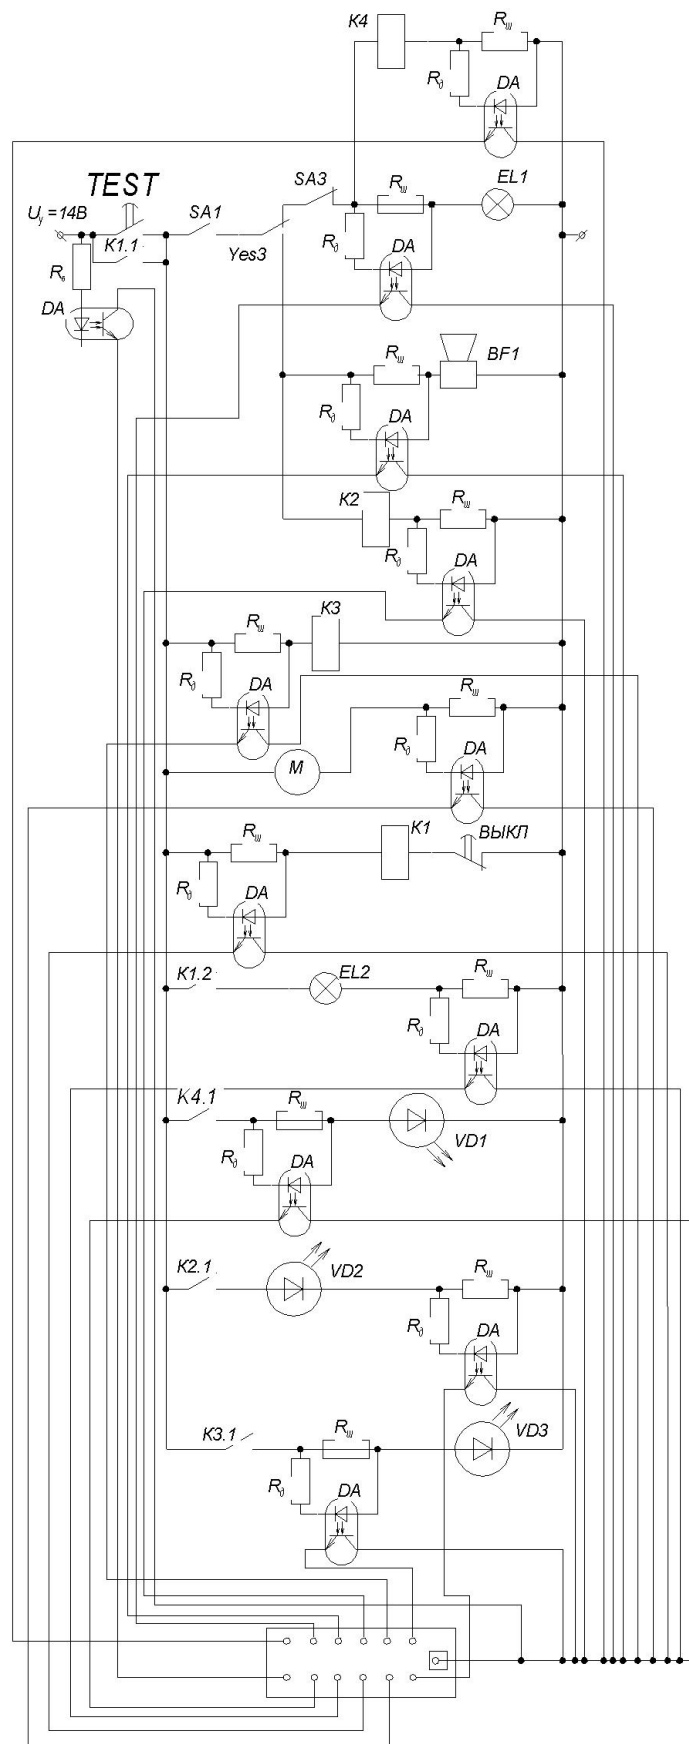 K4
Rш
Rд
DA
TEST
SA3
Rш
EL1
Uу =14В
SA1
K1.1
Yes3
Rд
DA
Rв
DA
Rш
BF1
Rд
DA
K2
Rш
Rд
DA
Rш
K3
Rд
DA
Rш
Rд
DA
M
K1
ВЫКЛ
Rш
Rд
DA
K1.2
EL2
Rш
Rд
DA
K4.1
Rш
VD1
Rд
DA
K2.1
VD2
Rш
Rд
DA
K3.1
Rш
VD3
Rд
DA